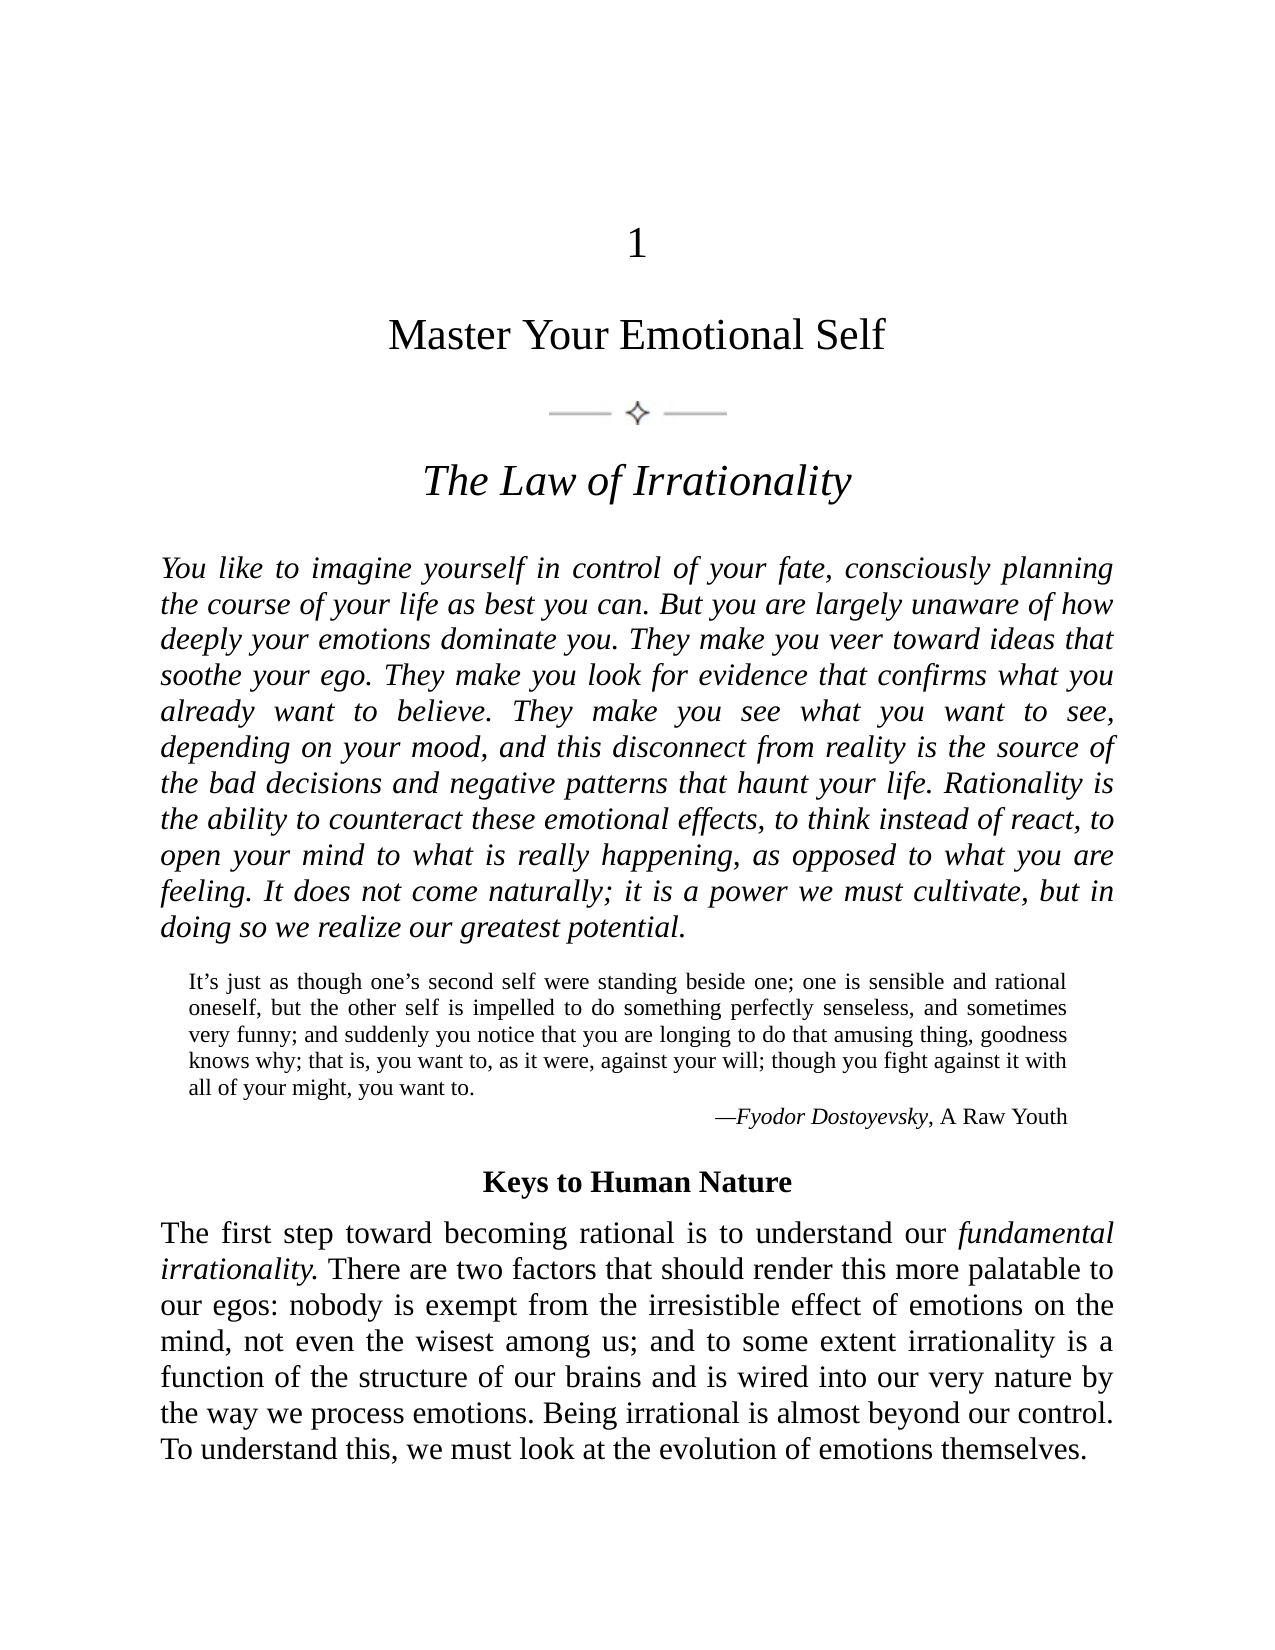 1
Master Your Emotional Self
The Law of Irrationality
You like to imagine yourself in control of your fate, consciously planning
the course of your life as best you can. But you are largely unaware of how
deeply your emotions dominate you. They make you veer toward ideas that
soothe your ego. They make you look for evidence that confirms what you
already want to believe. They make you see what you want to see,
depending on your mood, and this disconnect from reality is the source of
the bad decisions and negative patterns that haunt your life. Rationality is
the ability to counteract these emotional effects, to think instead of react, to
open your mind to what is really happening, as opposed to what you are
feeling. It does not come naturally; it is a power we must cultivate, but in
doing so we realize our greatest potential.
It’s just as though one’s second self were standing beside one; one is sensible and rational
oneself, but the other self is impelled to do something perfectly senseless, and sometimes
very funny; and suddenly you notice that you are longing to do that amusing thing, goodness
knows why; that is, you want to, as it were, against your will; though you fight against it with
all of your might, you want to.
—Fyodor Dostoyevsky, A Raw Youth
Keys to Human Nature
The first step toward becoming rational is to understand our fundamental
irrationality. There are two factors that should render this more palatable to
our egos: nobody is exempt from the irresistible effect of emotions on the
mind, not even the wisest among us; and to some extent irrationality is a
function of the structure of our brains and is wired into our very nature by
the way we process emotions. Being irrational is almost beyond our control.
To understand this, we must look at the evolution of emotions themselves.